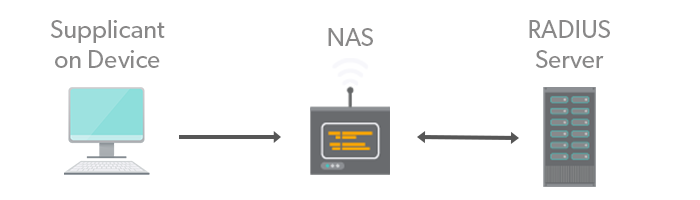 Supplicant
on Device
NAS
RADIUS
Server